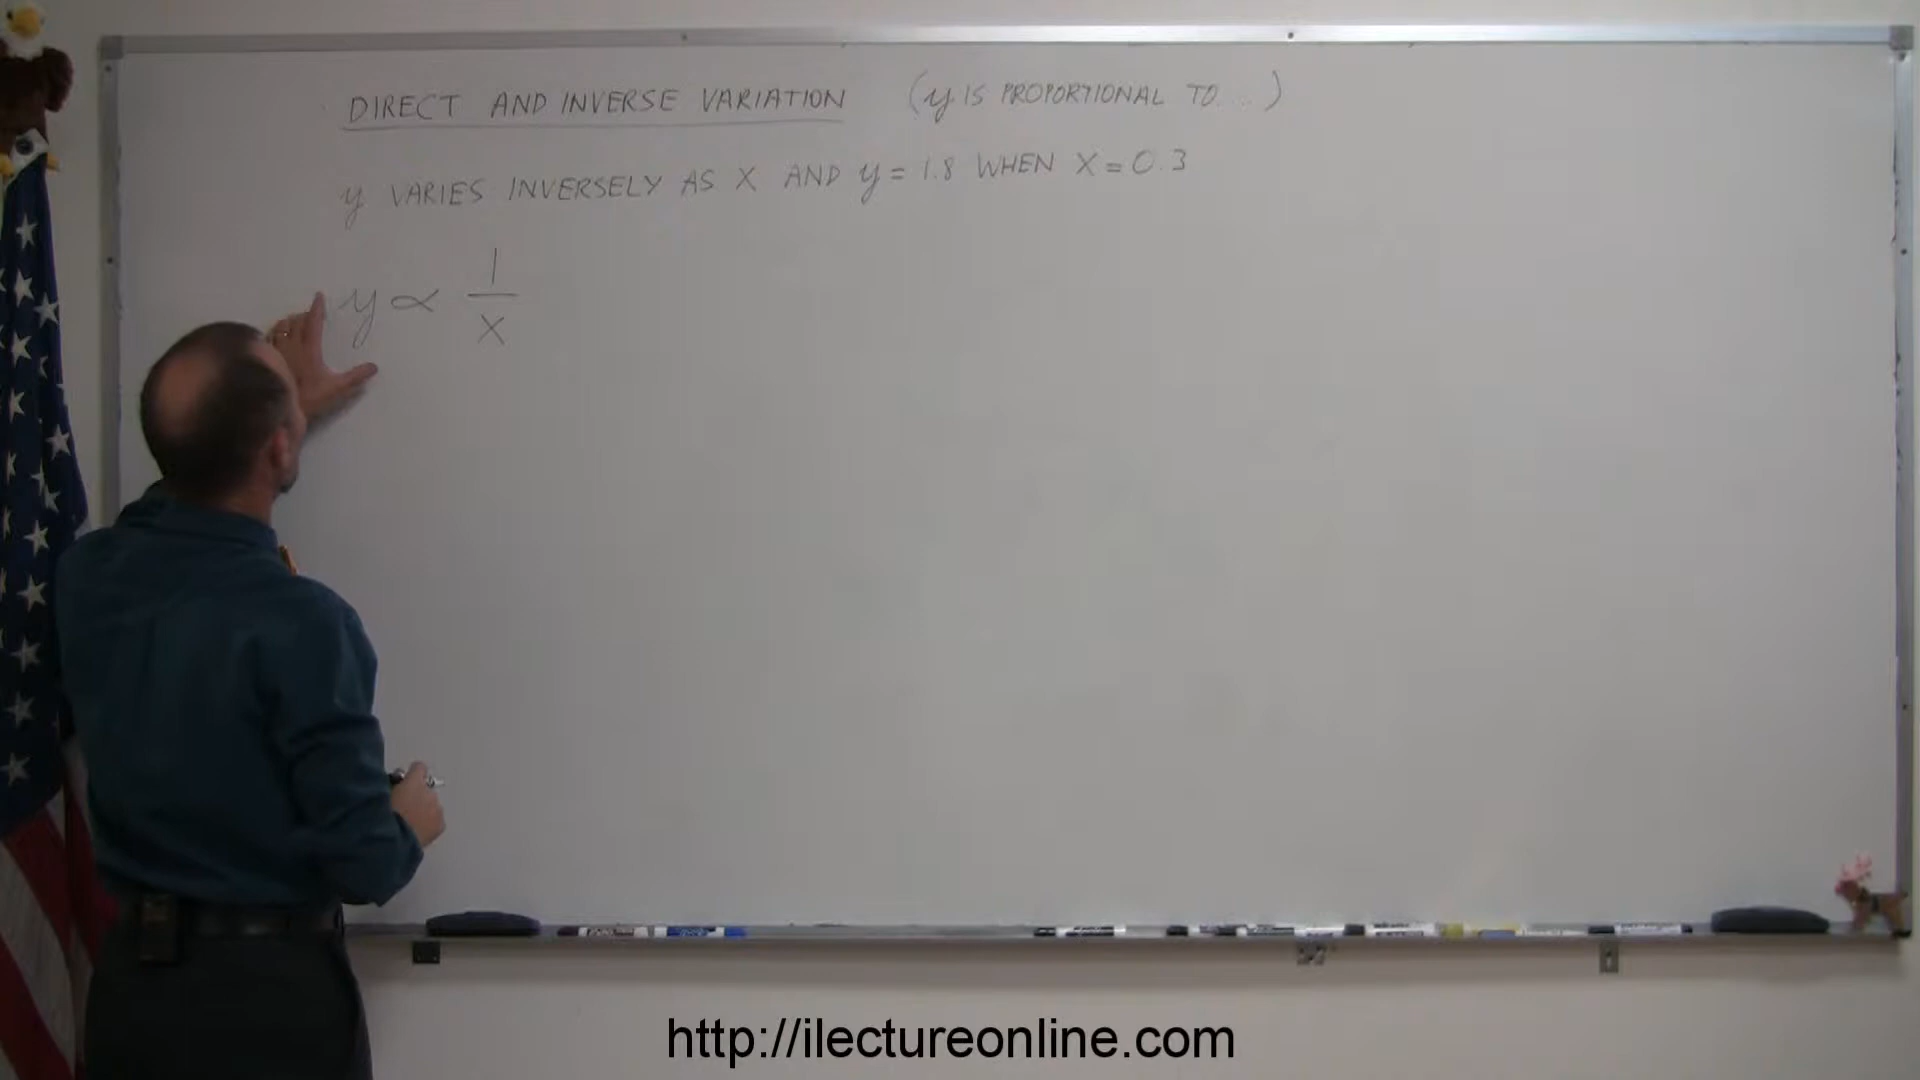 DIRECT AND INVERSE VARIATION (y IS PROPORTIONAL TO...)
y VARIES INVERSELY AS X AND y = 1.8 WHEN X = 0.3
y ∝ 1/X
http://ilectureonline.com